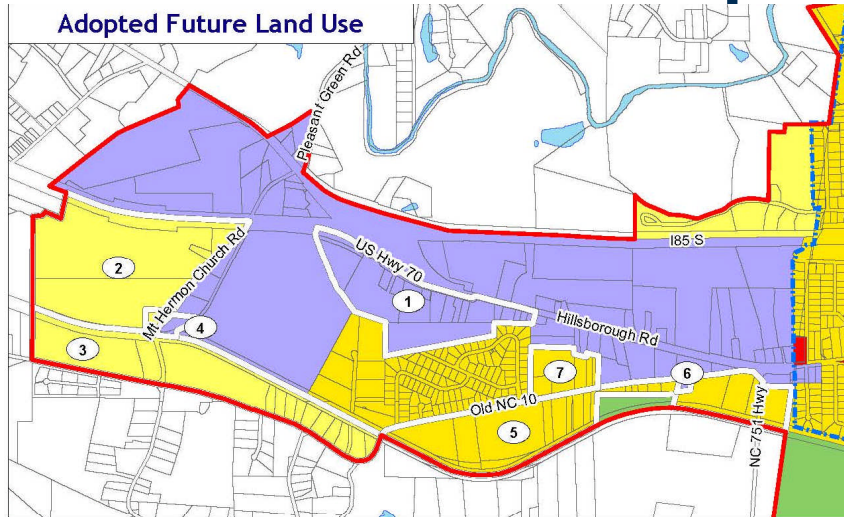 Adopted Future Land Use
Pleasant Green Rd
I85 S
US Hwy 70
Mt Hermon Church Rd
2
1
4
3
Hillsborough Rd
7
6
Old NC 10
5
NC 751 Hwy